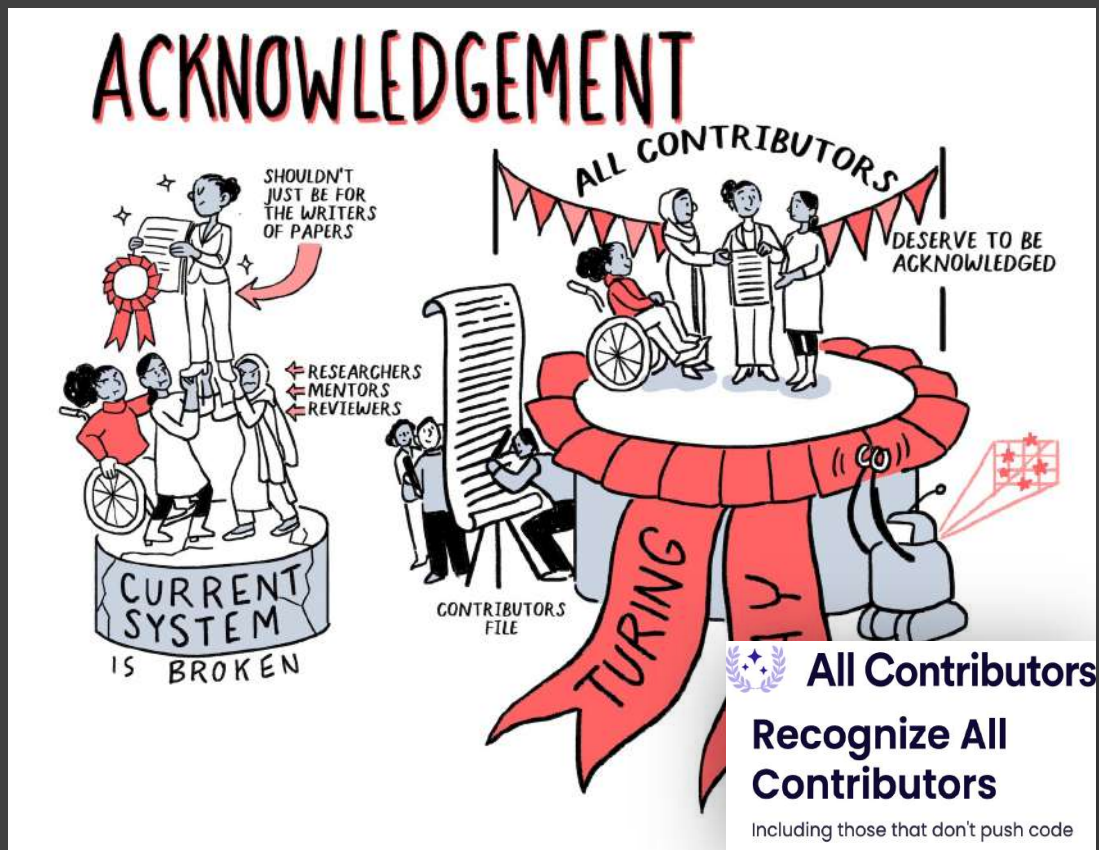 ACKNOWLEDGEMENT
SHOULDN'T
JUST BE FOR
THE WRITERS
OF PAPERS
RESEARCHERS
MENTORS
REVIEWERS
CURRENT
SYSTEM
IS BROKEN
ALL CONTRIBUTORS
DESERVE TO BE
ACKNOWLEDGED
CONTRIBUTORS
FILE
TURING
All Contributors
Recognize All
Contributors
Including those that don't push code